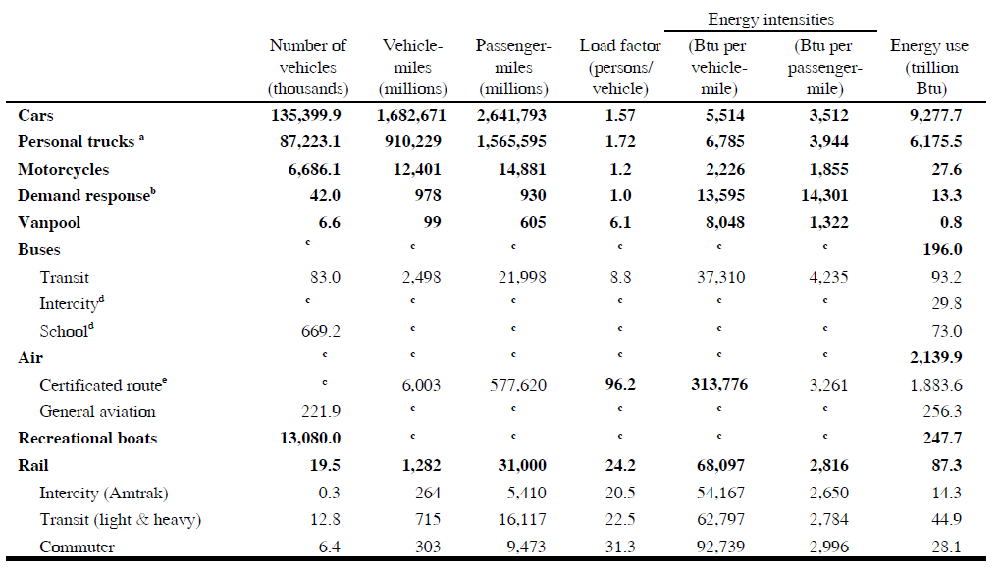 Energy intensities
Number of Vehicle- Passenger- Load factor (Btu per (Btu per Energy use
vehicles miles miles (persons/ vehicle- passenger- (trillion
(thousands) (millions) (millions) vehicle) mile) mile) Btu)
Cars 135,399.9 1,682,671 2,641,793 1.57 5,514 3,512 9,277.7
Personal trucks a 87,223.1 910,229 1,565,595 1.72 6,785 3,944 6,175.5
Motorcycles 6,686.1 12,401 14,881 1.2 2,226 1,855 27.6
Demand responseb 42.0 978 930 1.0 13,595 14,301 13.3
Vanpool 6.6 99 605 6.1 8,048 1,322 0.8
Buses c c c c c c 196.0
Transit 83.0 2,498 21,998 8.8 37,310 4,235 93.2
Intercityd c c c c c c 29.8
Schoold 669.2 c c c c c 73.0
Air c c c c c c 2,139.9
Certificated routee c 6,003 577,620 96.2 313,776 3,261 1,883.6
General aviation 221.9 c c c c c 256.3
Recreational boats 13,080.0 c c c c c 247.7
Rail 19.5 1,282 31,000 24.2 68,097 2,816 87.3
Intercity (Amtrak) 0.3 264 5,410 20.5 54,167 2,650 14.3
Transit (light & heavy) 12.8 715 16,117 22.5 62,797 2,784 44.9
Commuter 6.4 303 9,473 31.3 92,739 2,996 28.1